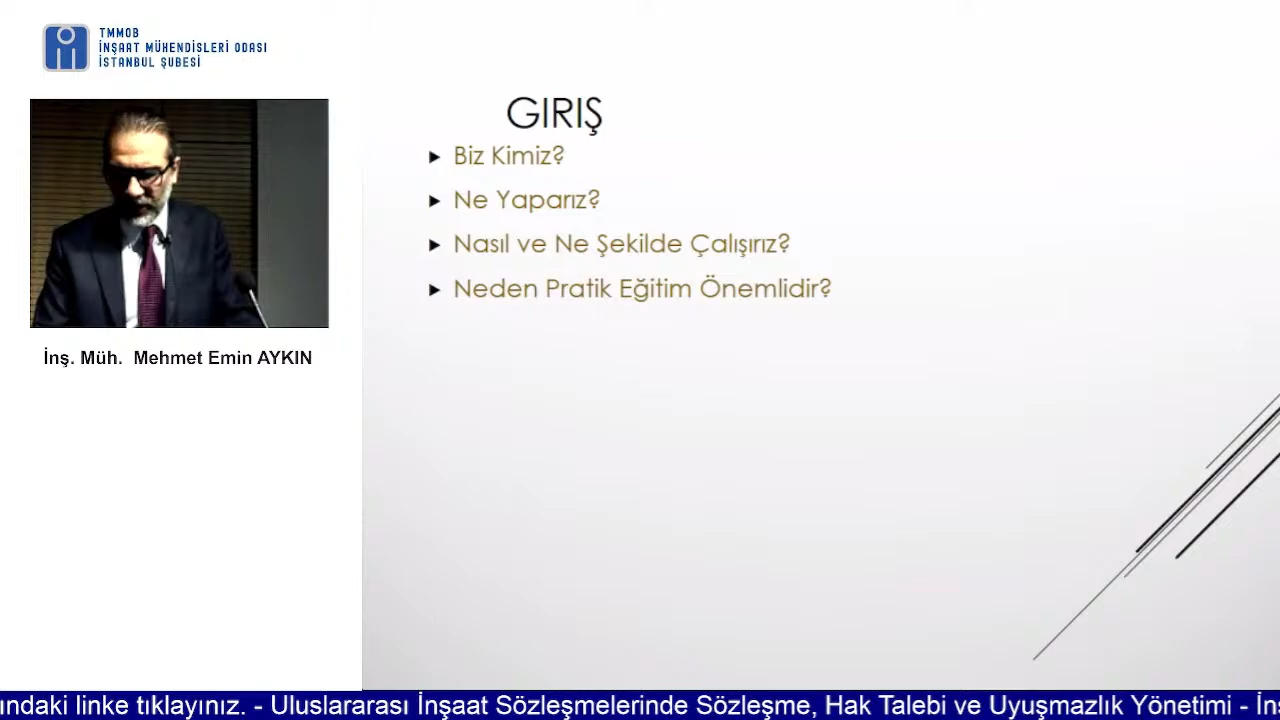 TMMOB
İNŞAAT MÜHENDİSLERİ ODASI
İSTANBUL ŞUBESİ
İnş. Müh. Mehmet Emin AYKIN
GIRIŞ
Biz Kimiz?
Ne Yaparız?
Nasıl ve Ne Şekilde Çalışırız?
Neden Pratik Eğitim Önemlidir?
ındaki linke tıklayınız. - Uluslararası İnşaat Sözleşmelerinde Sözleşme, Hak Talebi ve Uyuşmazlık Yönetimi - İnş